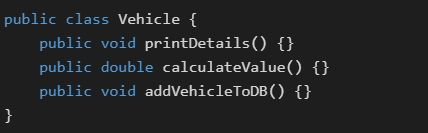 public class Vehicle {
    public void printDetails() {}
    public double calculateValue() {}
    public void addVehicleToDB() {}
}